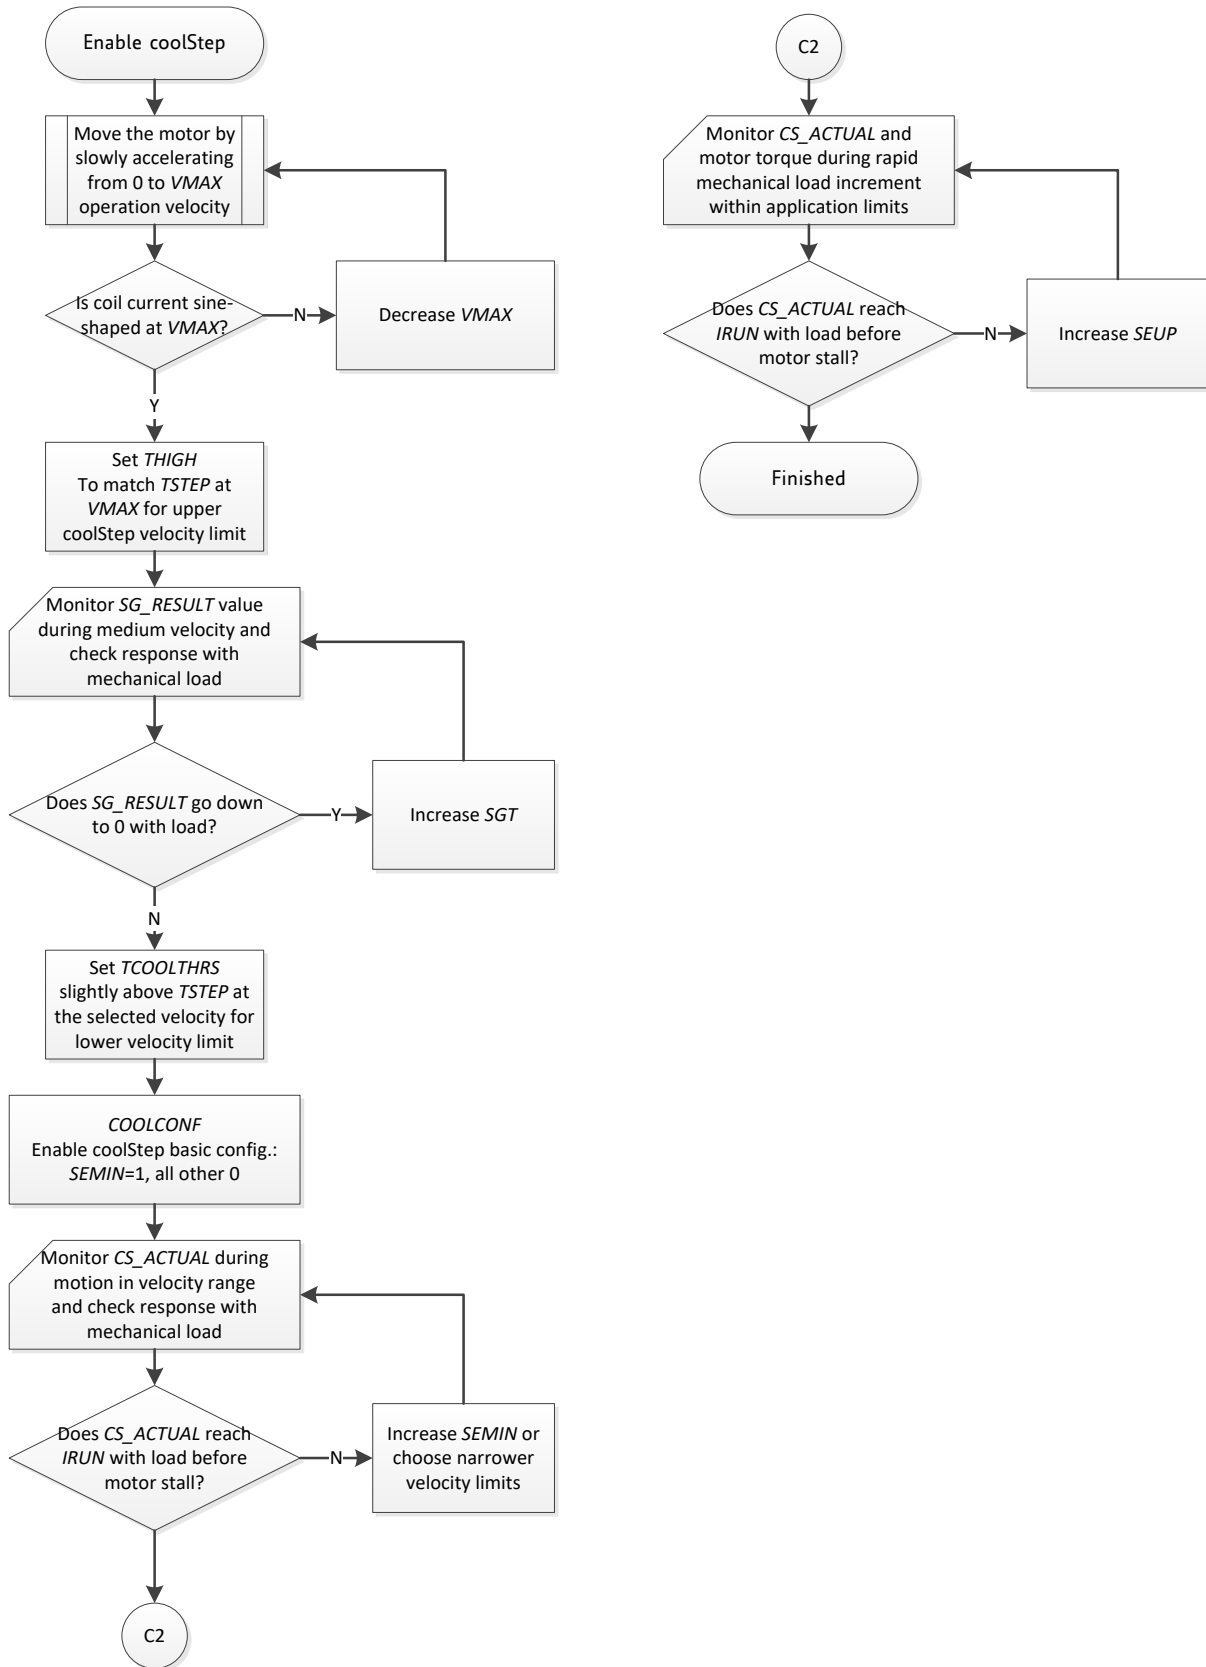 Enable coolStep
Move the motor by
slowly accelerating
from 0 to VMAX
operation velocity
Is coil current sine-
shaped at VMAX?
N
Decrease VMAX
Y
Set THIGH
To match TSTEP at
VMAX for upper
coolStep velocity limit
Monitor SG_RESULT value
during medium velocity and
check response with
mechanical load
Does SG_RESULT go down
to 0 with load?
Y
Increase SGT
N
Set TCOOLTHRS
slightly above TSTEP at
the selected velocity for
lower velocity limit
COOLCONF
Enable coolStep basic config.:
SEMIN=1, all other 0
Monitor CS_ACTUAL during
motion in velocity range
and check response with
mechanical load
Does CS_ACTUAL reach
IRUN with load before
motor stall?
N
Increase SEMIN or
choose narrower
velocity limits
C2
C2
Monitor CS_ACTUAL and
motor torque during rapid
mechanical load increment
within application limits
Does CS_ACTUAL reach
IRUN with load before
motor stall?
N
Increase SEUP
Finished